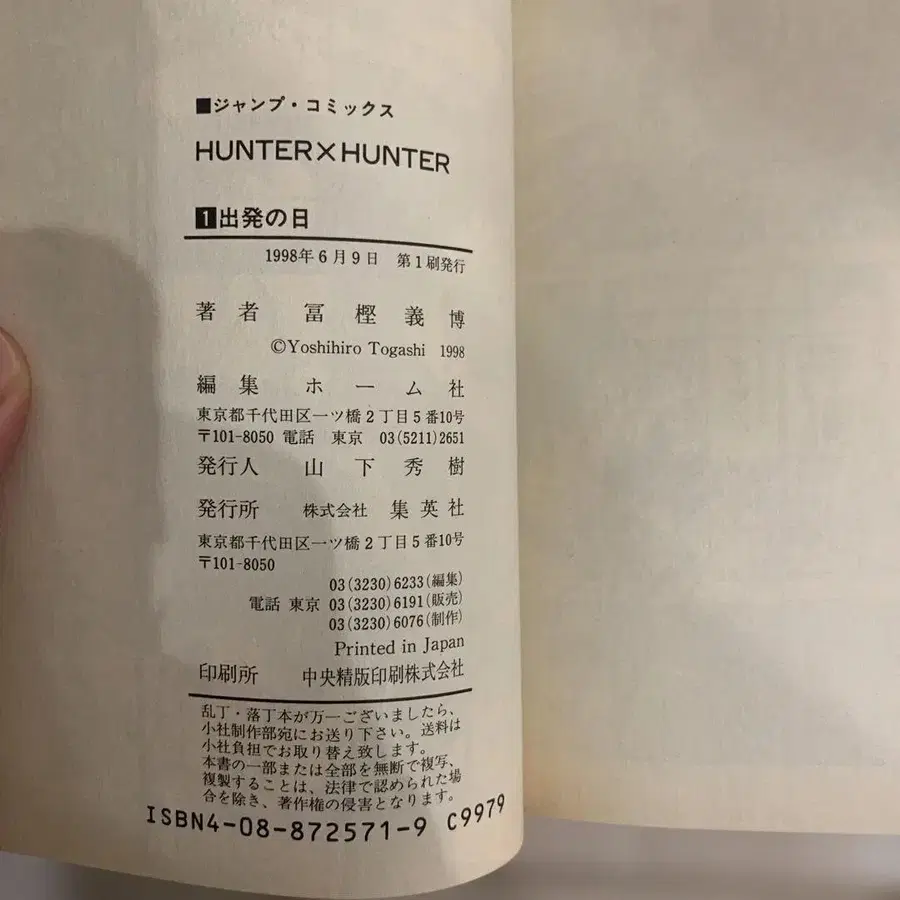 ■ジャンプ・コミックス
HUNTER×HUNTER
1出発の日
1998年6月9日 第1刷発行
著者 冨樫義博
©Yoshihiro Togashi 1998
編集 ホーム社
東京都千代田区一ツ橋2丁目5番10号
〒101-8050 電話 東京 03(5211)2651
発行人 山下秀樹
発行所 株式会社 集英社
東京都千代田区一ツ橋2丁目5番10号
〒101-8050
03(3230)6233(編集)
電話 東京 03(3230)6191(販売)
03(3230)6076(制作)
Printed in Japan
印刷所 中央精版印刷株式会社
乱丁・落丁本が万一ございましたら、
小社制作部宛にお送り下さい。送料は
小社負担でお取り替え致します。
本書の一部または全部を無断で複写、
複製することは、法律で認められた場
合を除き、著作権の侵害となります。
ISBN4-08-872571-9 C9979